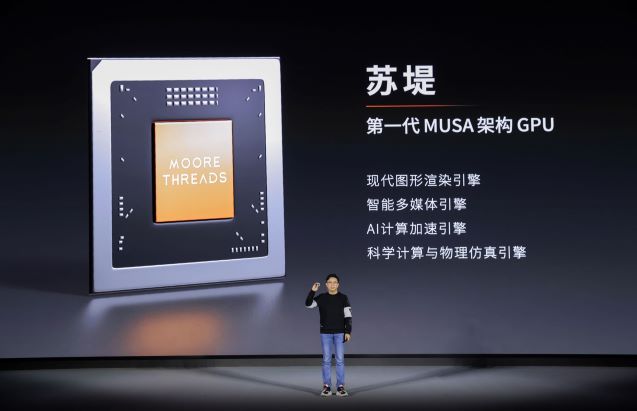 MOORE
THREADS
苏堤
第一代 MUSA 架构 GPU
现代图形渲染引擎
智能多媒体引擎
AI计算加速引擎
科学计算与物理仿真引擎